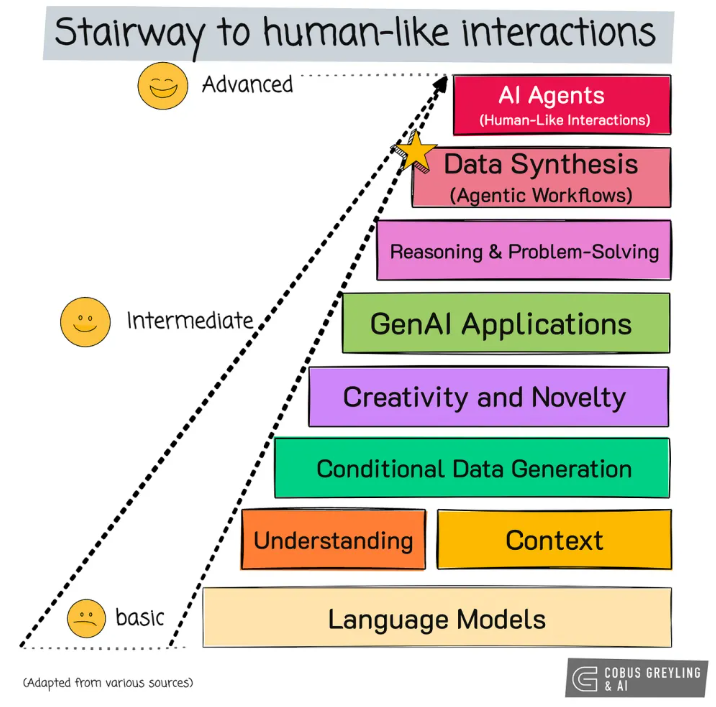 Stairway to human-like interactions
Advanced
AI Agents
(Human-Like Interactions)
Data Synthesis
(Agentic Workflows)
Reasoning & Problem-Solving
Intermediate
GenAI Applications
Creativity and Novelty
Conditional Data Generation
Understanding
Context
basic
Language Models
(Adapted from various sources)
COBUS GREYLING
& AI